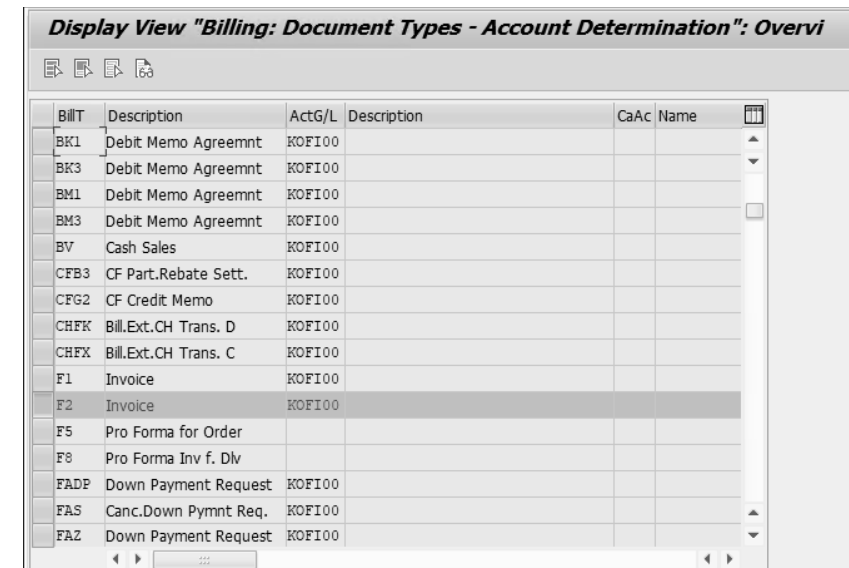 Display View "Billing: Document Types - Account Determination": Overvi
BillT Description ActG/L Description CaAc Name
BK1 Debit Memo Agreemnt KOFI00
BK3 Debit Memo Agreemnt KOFI00
BM1 Debit Memo Agreemnt KOFI00
BM3 Debit Memo Agreemnt KOFI00
BV Cash Sales KOFI00
CFB3 CF Part.Rebate Sett. KOFI00
CFG2 CF Credit Memo KOFI00
CHFK Bill.Ext.CH Trans. D KOFI00
CHFX Bill.Ext.CH Trans. C KOFI00
F1 Invoice KOFI00
F2 Invoice KOFI00
F5 Pro Forma for Order
F8 Pro Forma Inv f. Dlv
FADP Down Payment Request KOFI00
FAS Canc.Down Pymnt Req. KOFI00
FAZ Down Payment Request KOFI00